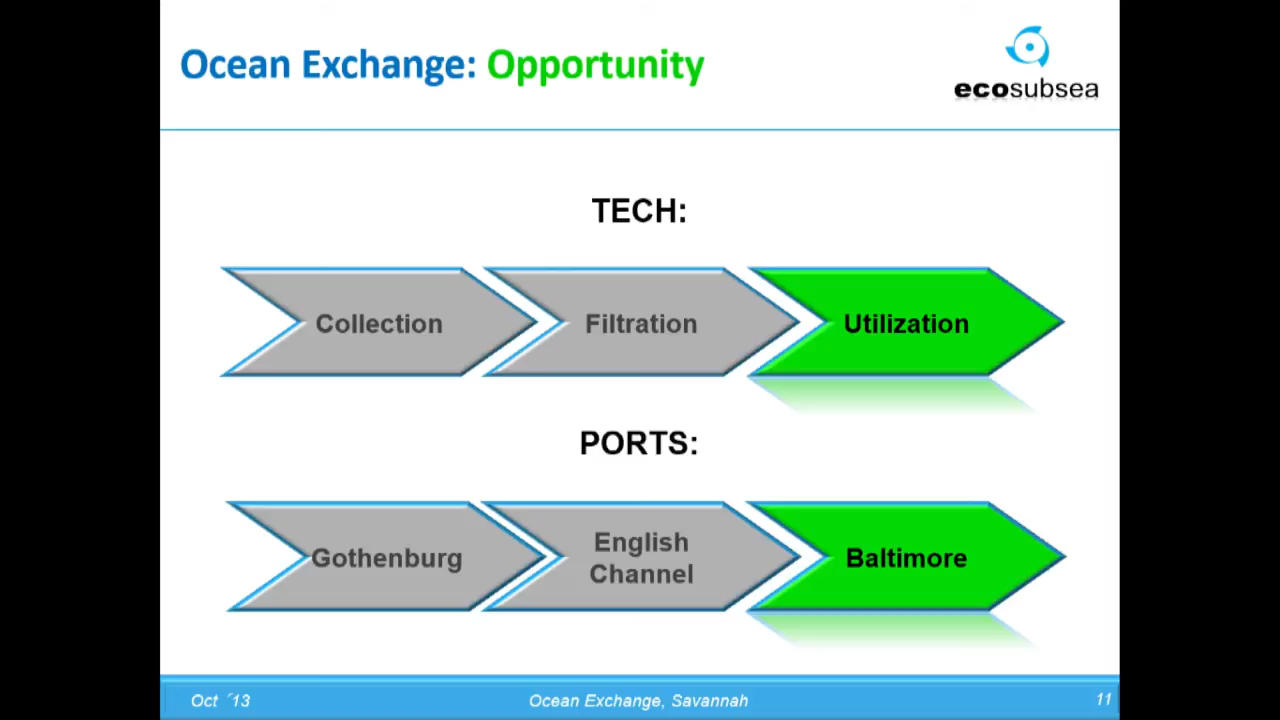 Ocean Exchange: Opportunity
ecosubsea
TECH:
Collection
Filtration
Utilization
PORTS:
Gothenburg
English
Channel
Baltimore
Oct ´13
Ocean Exchange, Savannah
11